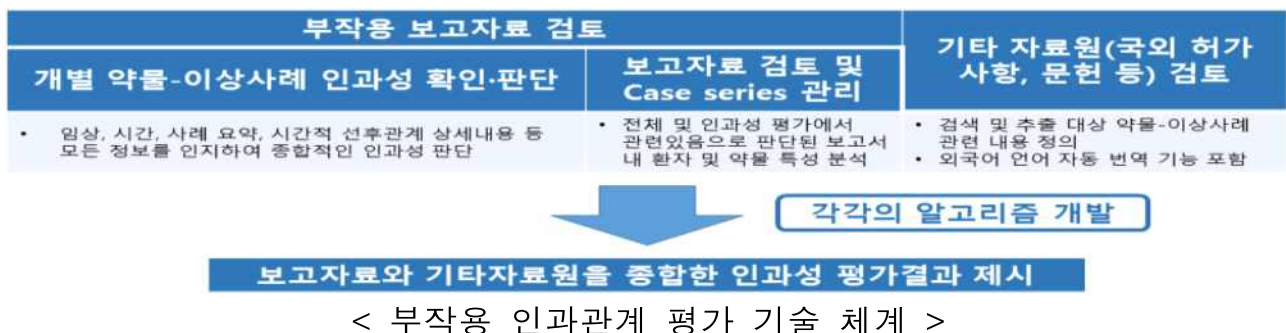 부작용 보고자료 검토
기타 자료원(국외 허가
사항, 문헌 등) 검토
개별 약물-이상사례 인과성 확인·판단
보고자료 검토 및
Case series 관리
• 임상, 시간, 사례 요약, 시간적 선후관계 상세내용 등
모든 정보를 인지하여 종합적인 인과성 판단
• 전체 및 인과성 평가에서
관련있음으로 판단된 보고서
내 환자 및 약물 특성 분석
• 검색 및 추출 대상 약물-이상사례
관련 내용 정의
• 외국어 언어 자동 번역 기능 포함
각각의 알고리즘 개발
보고자료와 기타자료원을 종합한 인과성 평가결과 제시
< 부작용 인과관계 평가 기술 체계 >